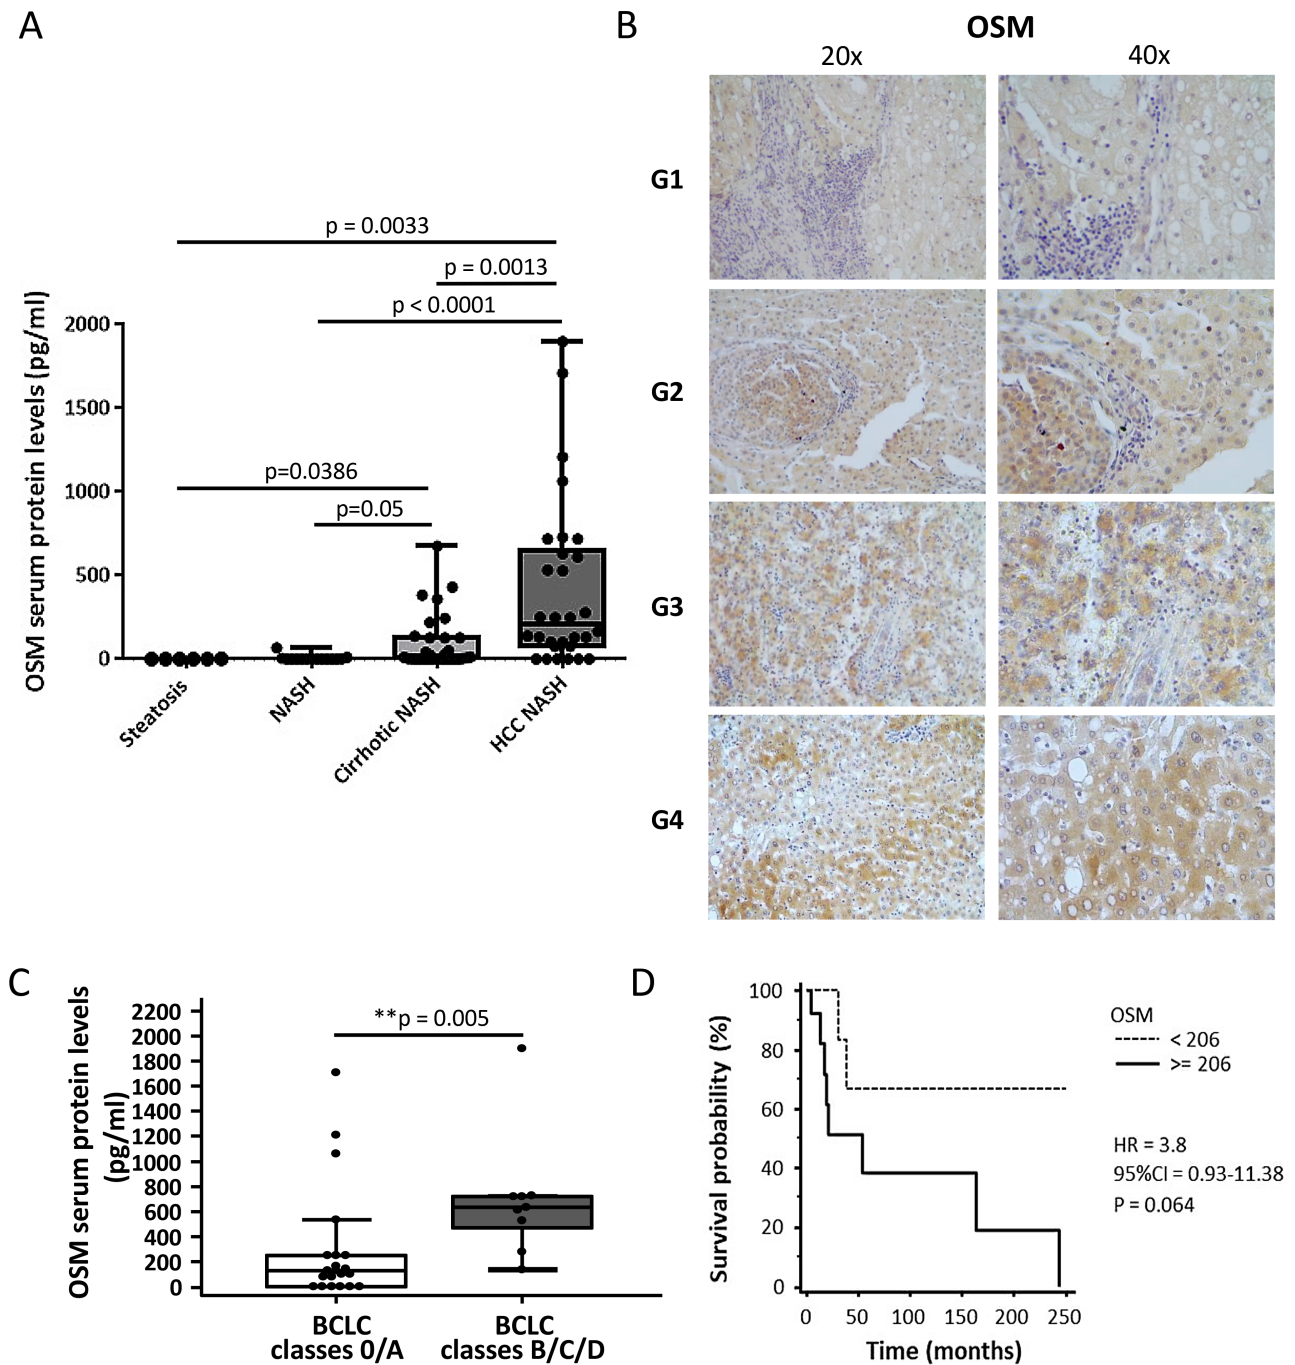 A
p = 0.0033
p = 0.0013
p < 0.0001
p=0.0386
p=0.05
OSM serum protein levels (pg/ml)
2000
1500
1000
500
0
Steatosis
NASH
Cirrhotic NASH
HCC NASH
B
OSM
20x
40x
G1
G2
G3
G4
C
OSM serum protein levels
(pg/ml)
2200
2000
1800
1600
1400
1200
1000
800
600
400
200
0
**p = 0.005
BCLC
classes 0/A
BCLC
classes B/C/D
D
Survival probability (%)
100
80
60
40
20
0
0
50
100
150
200
250
Time (months)
OSM
< 206
>= 206
HR = 3.8
95%CI = 0.93-11.38
P = 0.064